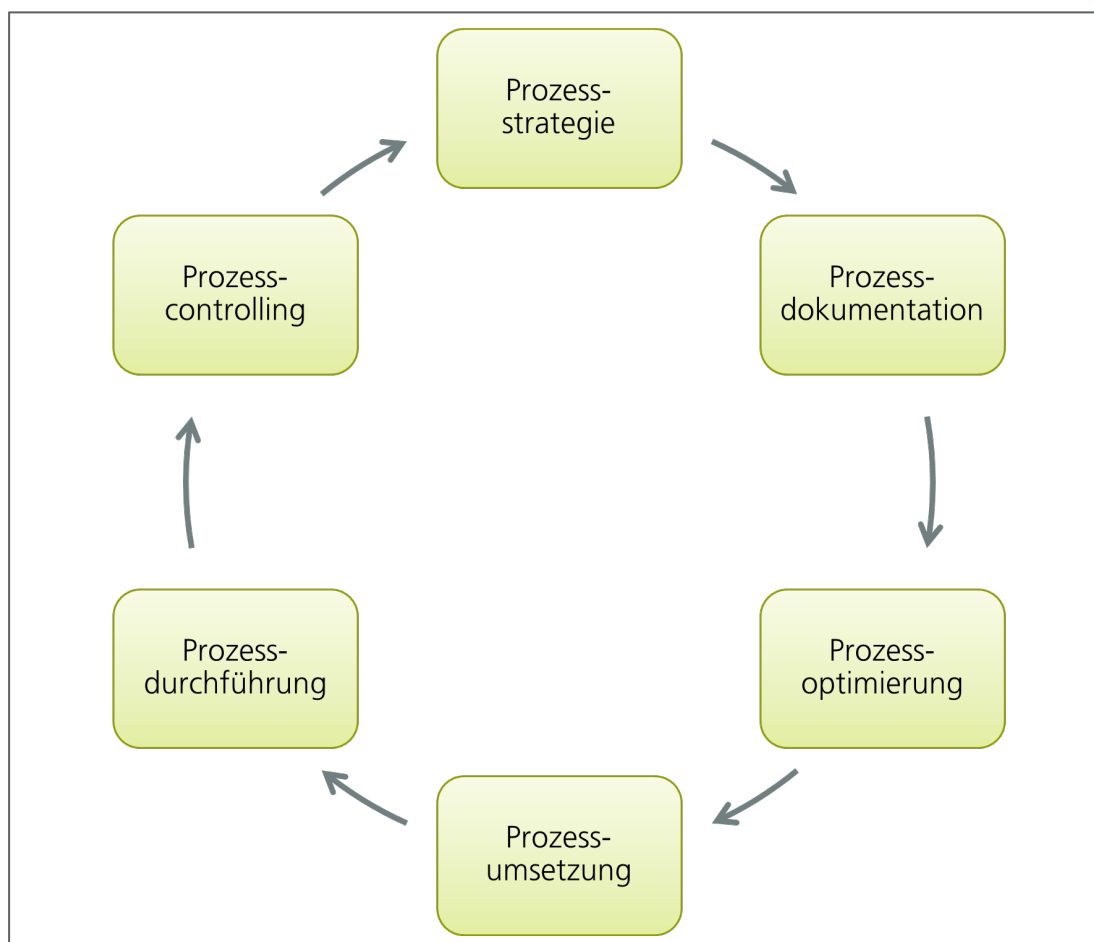 Prozess-
strategie
Prozess-
dokumentation
Prozess-
optimierung
Prozess-
umsetzung
Prozess-
durchführung
Prozess-
controlling